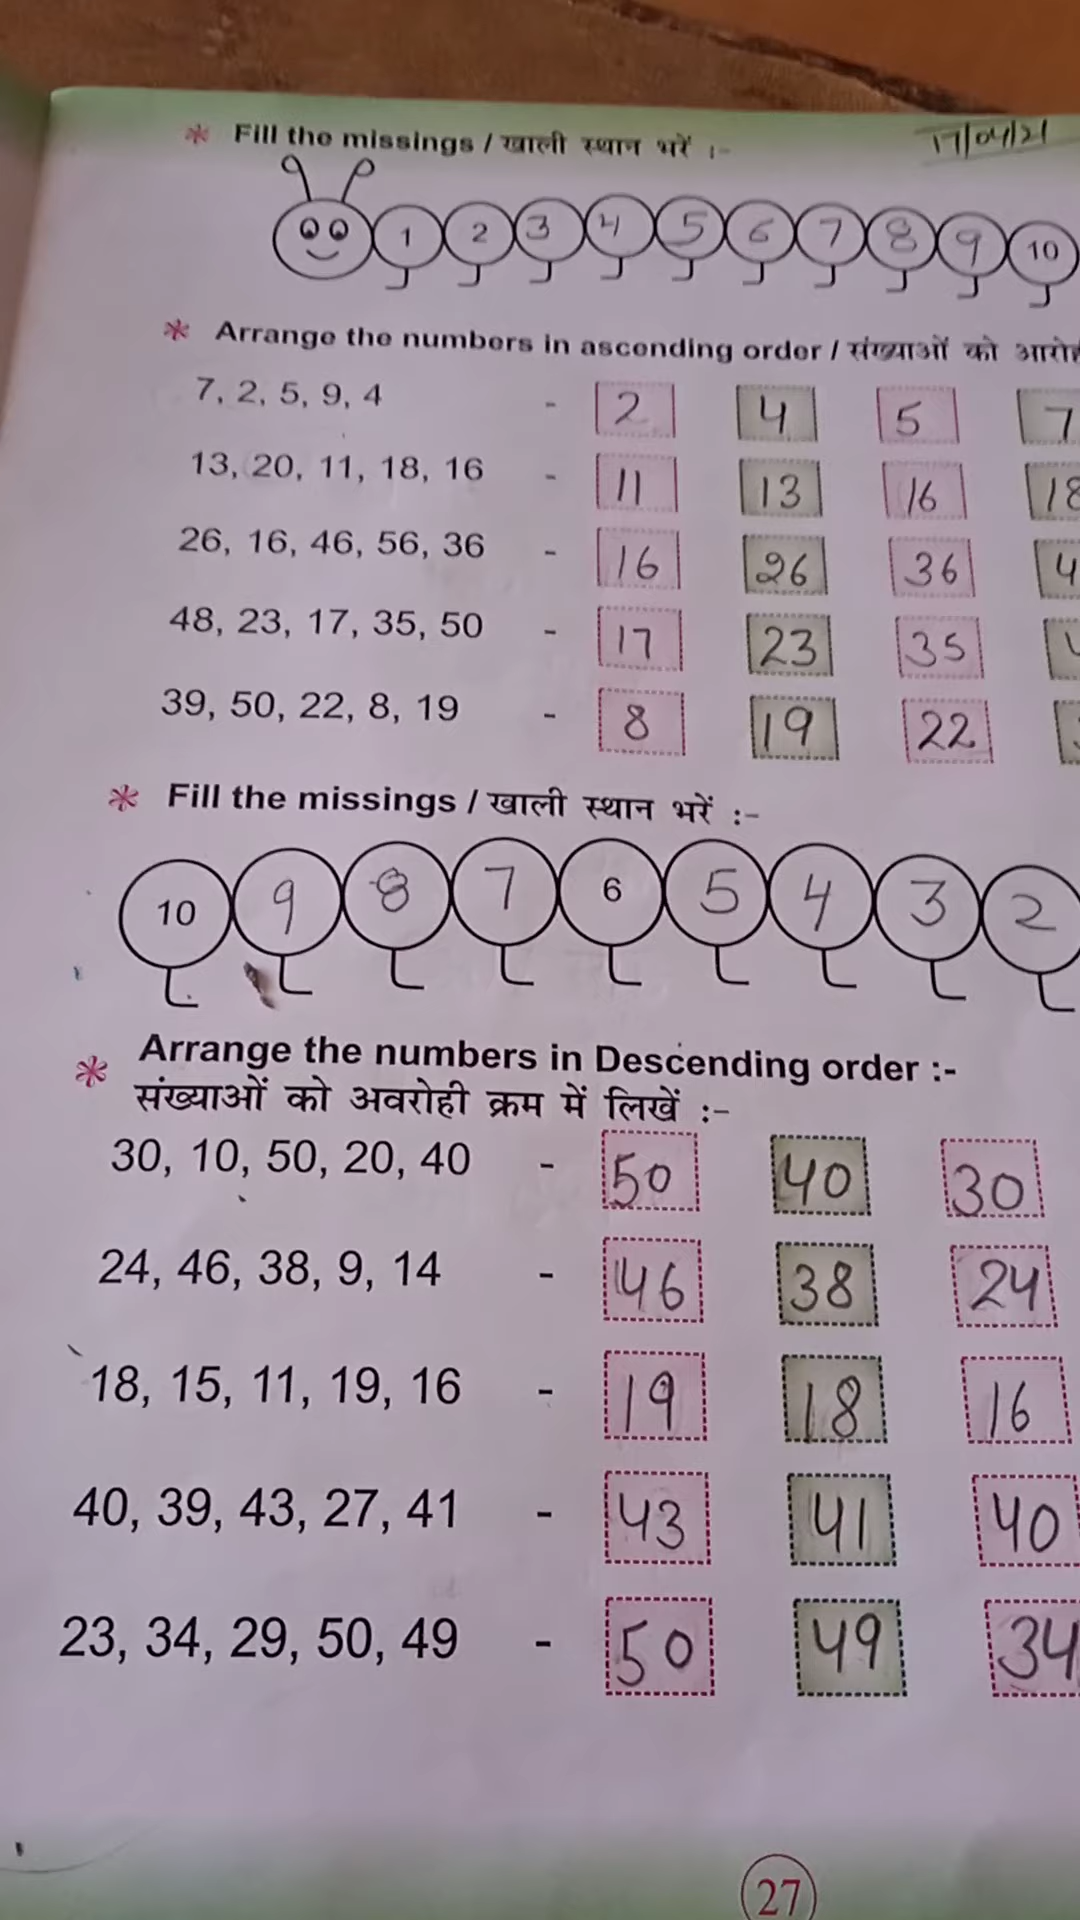 17/04/21
* Fill the missings / खाली स्थान भरें :-
1 2 3 4 5 6 7 8 9 10
* Arrange the numbers in ascending order / संख्याओं को
7, 2, 5, 9, 4 - 2 4 5 7
13, 20, 11, 18, 16 - 11 13 16 18
26, 16, 46, 56, 36 - 16 26 36 4
48, 23, 17, 35, 50 - 17 23 35
39, 50, 22, 8, 19 - 8 19 22
* Fill the missings / खाली स्थान भरें :-
10 9 8 7 6 5 4 3 2
* Arrange the numbers in Descending order :-
संख्याओं को अवरोही क्रम में लिखें :-
30, 10, 50, 20, 40 - 50 40 30
24, 46, 38, 9, 14 - 46 38 24
18, 15, 11, 19, 16 - 19 18 16
40, 39, 43, 27, 41 - 43 41 40
23, 34, 29, 50, 49 - 50 49 34
27